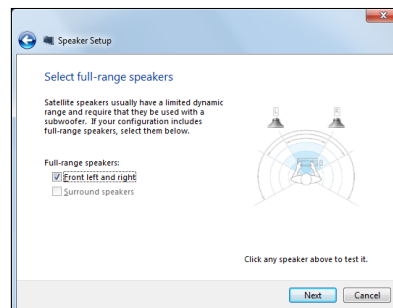 Speaker Setup
Select full-range speakers
Satellite speakers usually have a limited dynamic
range and require that they be used with a
subwoofer. If your configuration includes
full-range speakers, select them below.
Full-range speakers:
Front left and right
Surround speakers
Click any speaker above to test it.
Next
Cancel